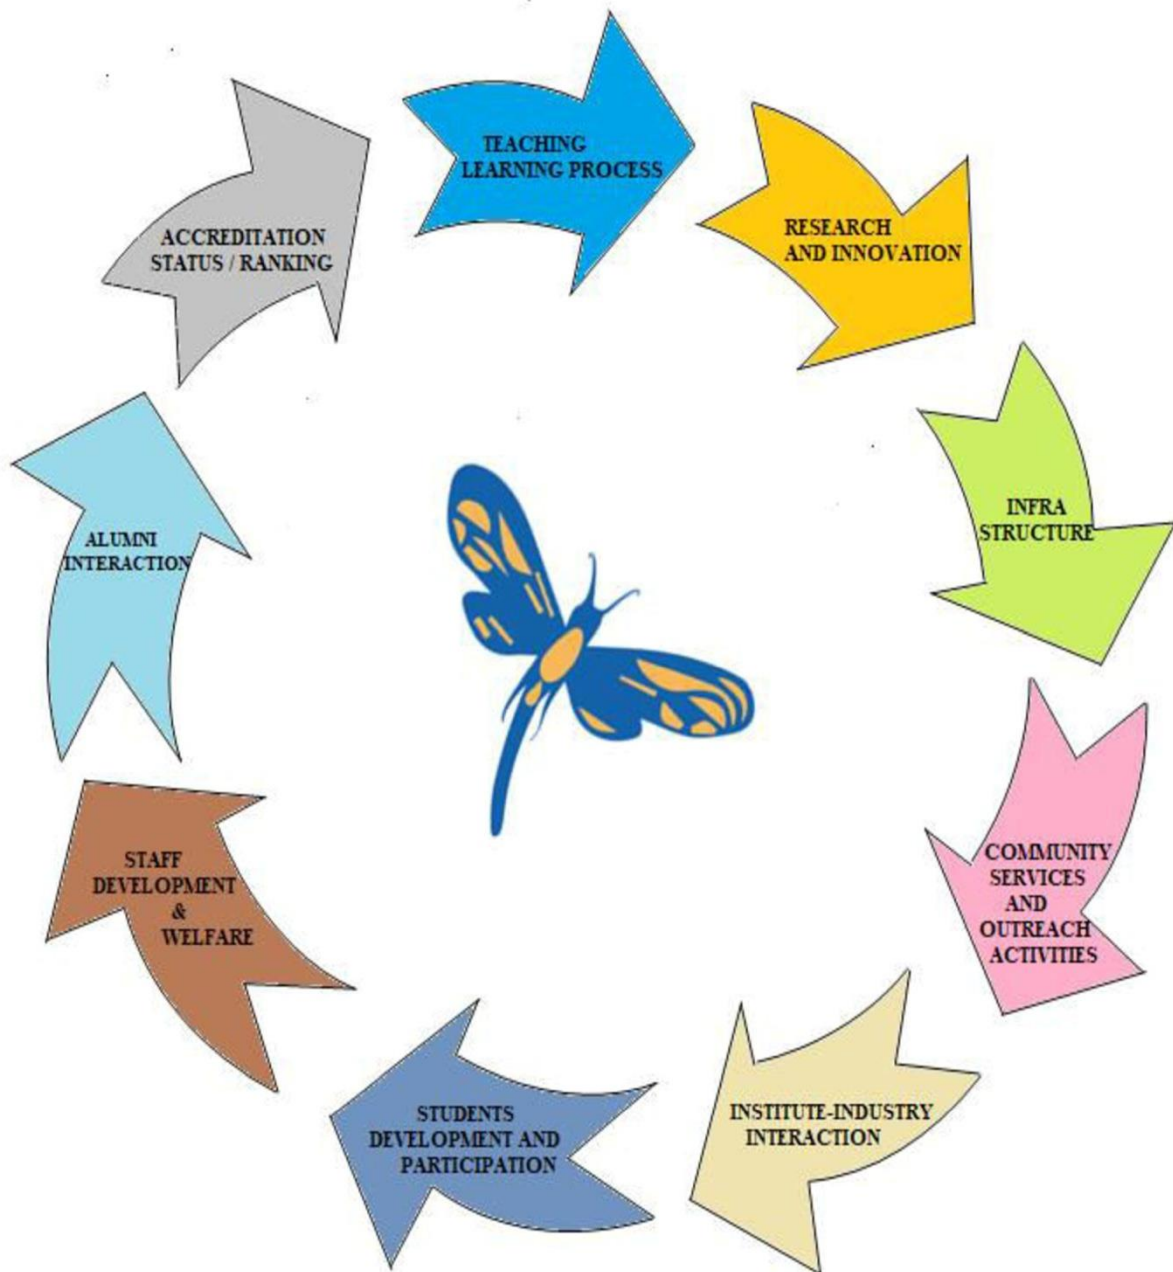 TEACHING
LEARNING PROCESS
RESEARCH
AND INNOVATION
INFRA
STRUCTURE
COMMUNITY
SERVICES
AND
OUTREACH
ACTIVITIES
INSTITUTE-INDUSTRY
INTERACTION
STUDENTS
DEVELOPMENT AND
PARTICIPATION
STAFF
DEVELOPMENT
&
WELFARE
ALUMNI
INTERACTION
ACCREDITATION
STATUS / RANKING